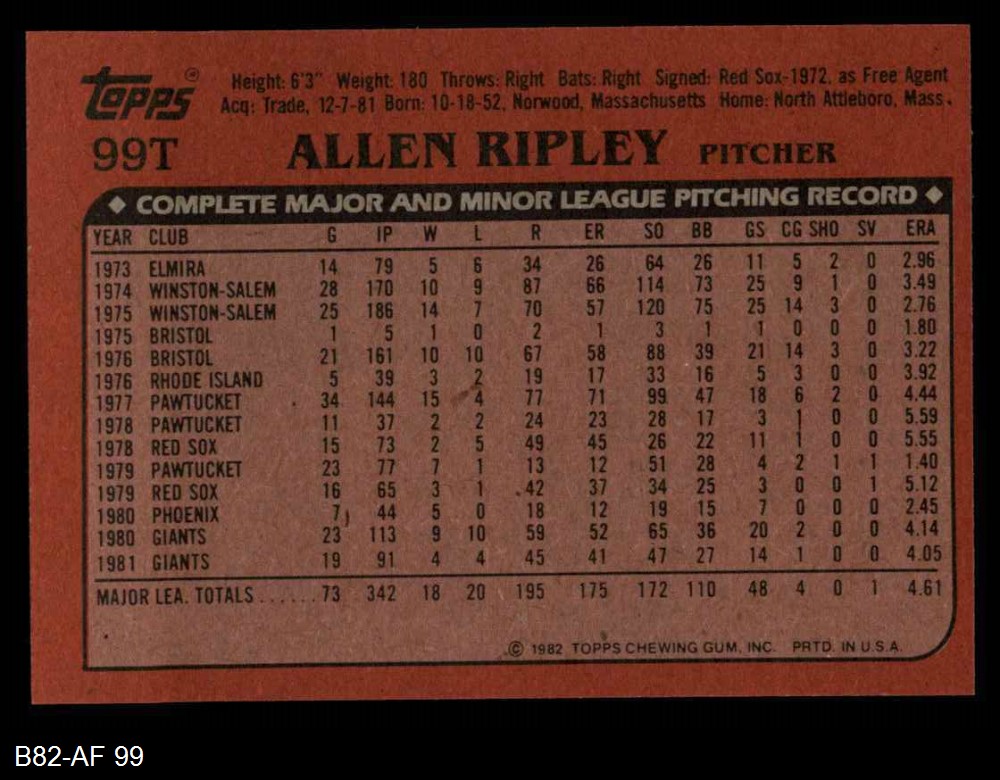 topps ® Height: 6'3" Weight: 180 Throws: Right Bats: Right Signed: Red Sox-1972, as Free Agent
Acq: Trade, 12-7-81 Born: 10-18-52, Norwood, Massachusetts Home: North Attleboro, Mass.
99T ALLEN RIPLEY PITCHER
◆ COMPLETE MAJOR AND MINOR LEAGUE PITCHING RECORD ◆
YEAR CLUB G IP W L R ER SO BB GS CG SHO SV ERA
1973 ELMIRA 14 79 5 6 34 26 64 26 11 5 2 0 2.96
1974 WINSTON-SALEM 28 170 10 9 87 66 114 73 25 9 1 0 3.49
1975 WINSTON-SALEM 25 186 14 7 70 57 120 75 25 14 3 0 2.76
1975 BRISTOL 1 5 1 0 2 1 3 1 1 0 0 0 1.80
1976 BRISTOL 21 161 10 10 67 58 88 39 21 14 3 0 3.22
1976 RHODE ISLAND 5 39 3 2 19 17 33 16 5 3 0 0 3.92
1977 PAWTUCKET 34 144 15 4 77 71 99 47 18 6 2 0 4.44
1978 PAWTUCKET 11 37 2 2 24 23 28 17 3 1 0 0 5.59
1978 RED SOX 15 73 2 5 49 45 26 22 11 1 0 0 5.55
1979 PAWTUCKET 23 77 7 1 13 12 51 28 4 2 1 1 1.40
1979 RED SOX 16 65 3 1 42 37 34 25 3 0 0 1 5.12
1980 PHOENIX 7 44 5 0 18 12 19 15 7 0 0 0 2.45
1980 GIANTS 23 113 9 10 59 52 65 36 20 2 0 0 4.14
1981 GIANTS 19 91 4 4 45 41 47 27 14 1 0 0 4.05
MAJOR LEA. TOTALS ...... 73 342 18 20 195 175 172 110 48 4 0 1 4.61
© 1982 TOPPS CHEWING GUM, INC. PRTD. IN U.S.A.
B82-AF 99